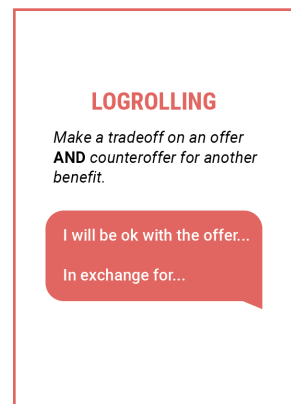 LOGROLLING
Make a tradeoff on an offer
AND counteroffer for another
benefit.
I will be ok with the offer...
In exchange for...